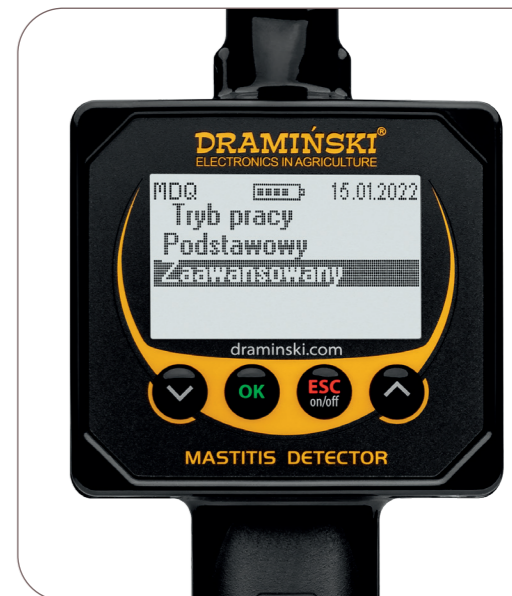 DRAMIŃSKI®
ELECTRONICS IN AGRICULTURE
MDQ 15.01.2022
Tryb pracy
Podstawowy
Zaawansowany
draminski.com
OK ESC
on/off
MASTITIS DETECTOR